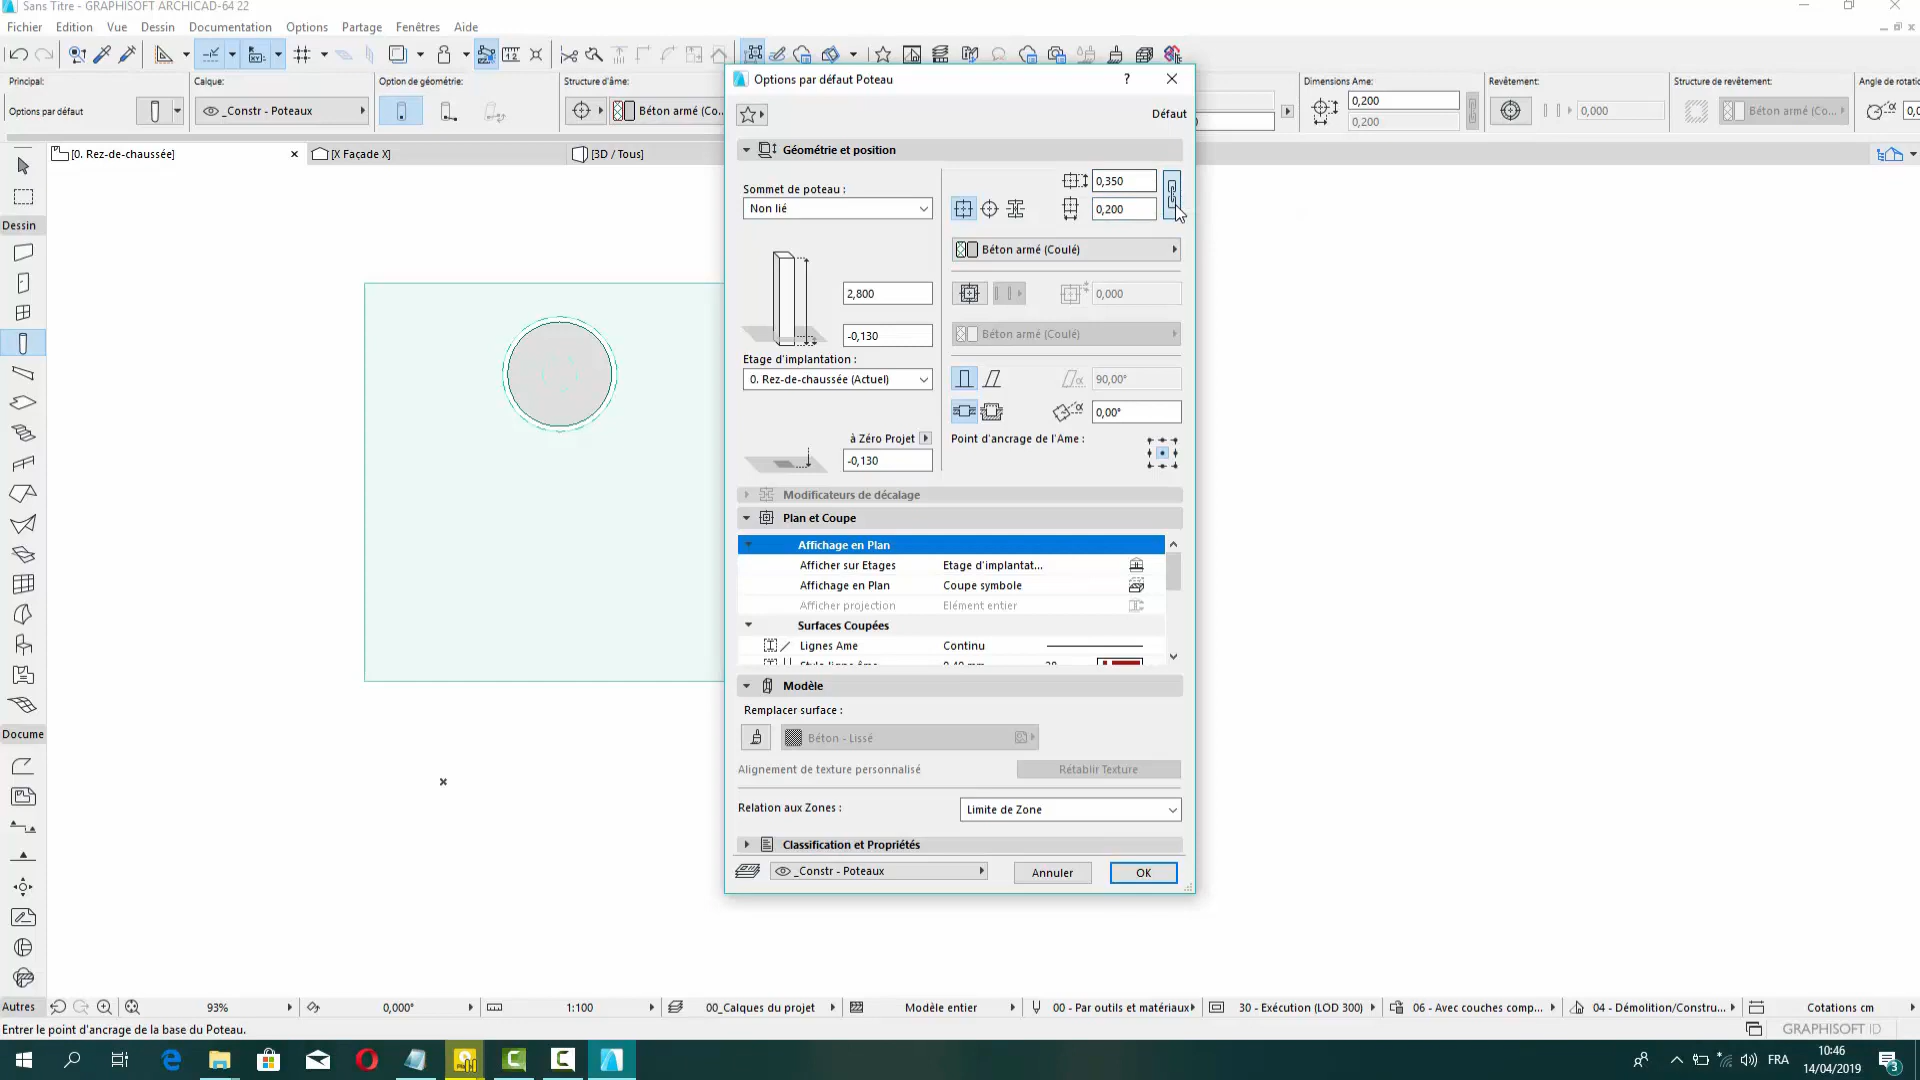 Sans Titre - GRAPHISOFT ARCHICAD-64 22
Fichier Edition Vue Dessin Documentation Options Partage Fenêtres Aide
Principal: Calque: Option de géométrie: Structure d'âme: Dimensions Ame: Revêtement: Structure de revêtement: Angle de rotati
Options par défaut _Constr - Poteaux Béton armé (Co... 0,200 0,200 0,000 Béton armé (Co...
[0. Rez-de-chaussée] [X Façade X] [3D / Tous]
Dessin
Docume
Autres
Options par défaut Poteau
Défaut
Géométrie et position
Sommet de poteau :
Non lié
0,350
0,200
Béton armé (Coulé)
2,800
0,000
-0,130
Béton armé (Coulé)
Etage d'implantation :
0. Rez-de-chaussée (Actuel)
90,00°
0,00°
à Zéro Projet
Point d'ancrage de l'Ame :
-0,130
Modificateurs de décalage
Plan et Coupe
Affichage en Plan
Afficher sur Etages Etage d'implantat...
Affichage en Plan Coupe symbole
Afficher projection Elément entier
Surfaces Coupées
Lignes Ame Continu
Modèle
Remplacer surface :
Béton - Lissé
Alignement de texture personnalisé Rétablir Texture
Relation aux Zones : Limite de Zone
Classification et Propriétés
_Constr - Poteaux Annuler OK
93% 0,000° 1:100 00_Calques du projet Modèle entier 00 - Par outils et matériaux 30 - Exécution (LOD 300) 06 - Avec couches comp... 04 - Démolition/Constru... Cotations cm
Entrer le point d'ancrage de la base du Poteau.
GRAPHISOFT ID
FRA
10:46
14/04/2019
3